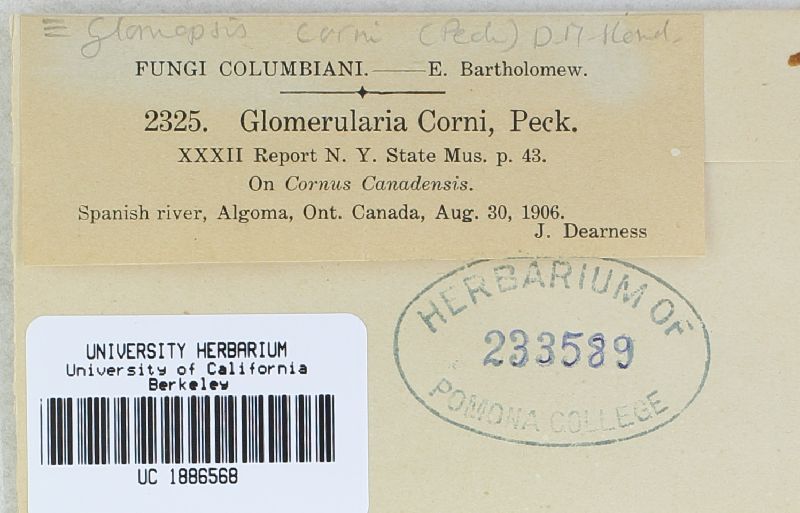 ≡ Glomopsis corni (Peck) D.M. Hend.
FUNGI COLUMBIANI.——E. Bartholomew.
2325. Glomerularia Corni, Peck.
XXXII Report N. Y. State Mus. p. 43.
On Cornus Canadensis.
Spanish river, Algoma, Ont. Canada, Aug. 30, 1906.
J. Dearness
HERBARIUM OF
233589
POMONA COLLEGE
UNIVERSITY HERBARIUM
University of California
Berkeley
UC 1886568